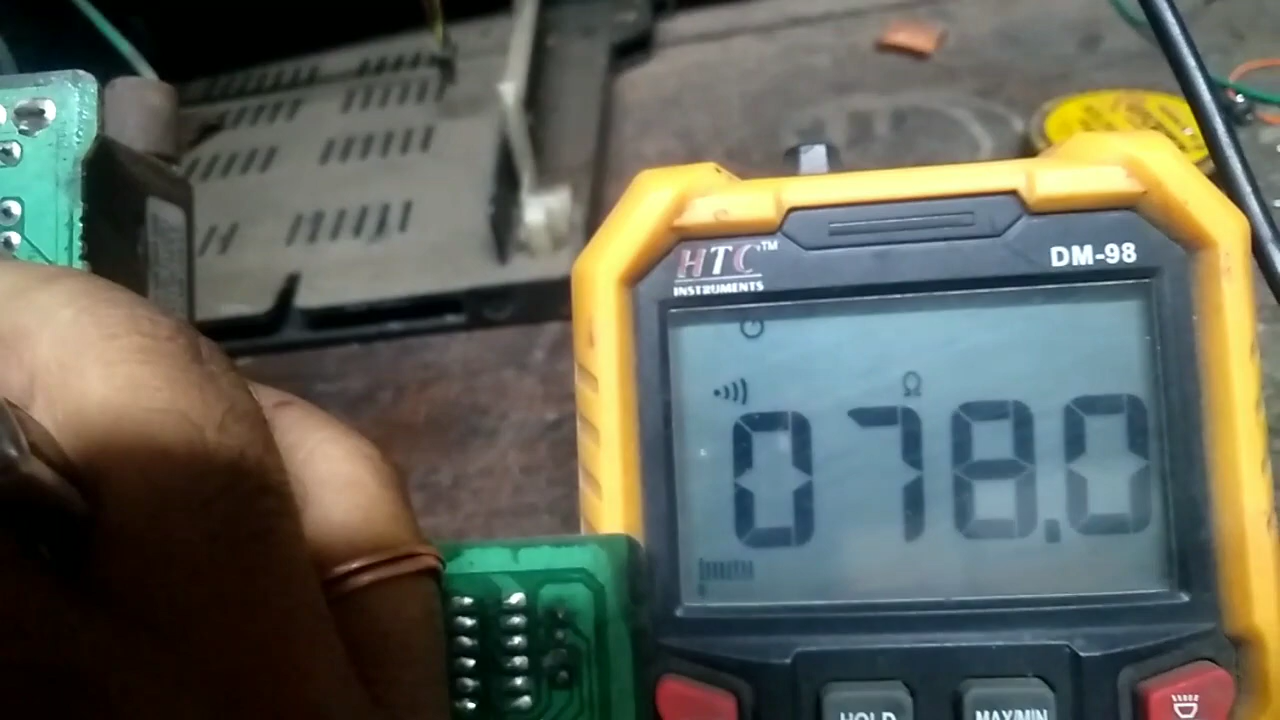 HTC™
INSTRUMENTS
DM-98
Ω
078.0
HOLD
MAX/MIN